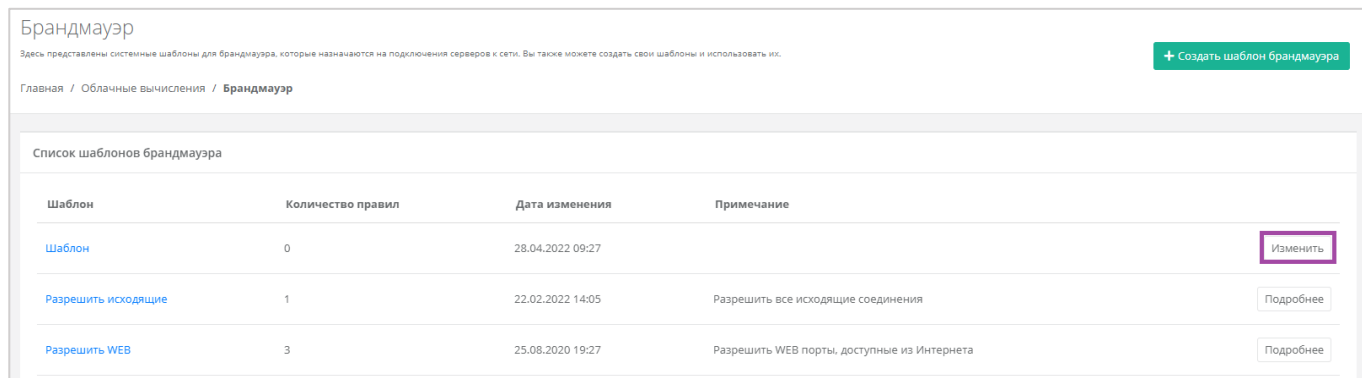 Брандмауэр
Здесь представлены системные шаблоны для брандмауэра, которые назначаются на подключения серверов к сети. Вы также можете создать свои шаблоны и использовать их.
+ Создать шаблон брандмауэра
Главная / Облачные вычисления / Брандмауэр
Список шаблонов брандмауэра
Шаблон Количество правил Дата изменения Примечание
Шаблон 0 28.04.2022 09:27 Изменить
Разрешить исходящие 1 22.02.2022 14:05 Разрешить все исходящие соединения Подробнее
Разрешить WEB 3 25.08.2020 19:27 Разрешить WEB порты, доступные из Интернета Подробнее